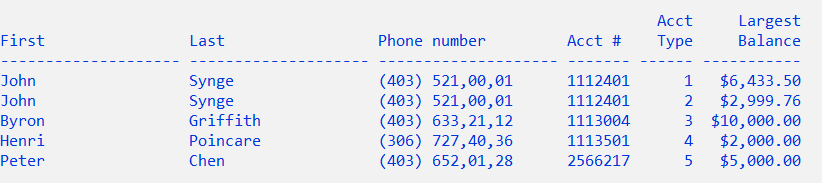 Acct     Largest
First                Last                 Phone number         Acct #    Type     Balance
-------------------- -------------------- -------------------- ------- ------ -----------
John                 Synge                (403) 521,00,01      1112401      1   $6,433.50
John                 Synge                (403) 521,00,01      1112401      2   $2,999.76
Byron                Griffith             (403) 633,21,12      1113004      3  $10,000.00
Henri                Poincare             (306) 727,40,36      1113501      4   $2,000.00
Peter                Chen                 (403) 652,01,28      2566217      5   $5,000.00